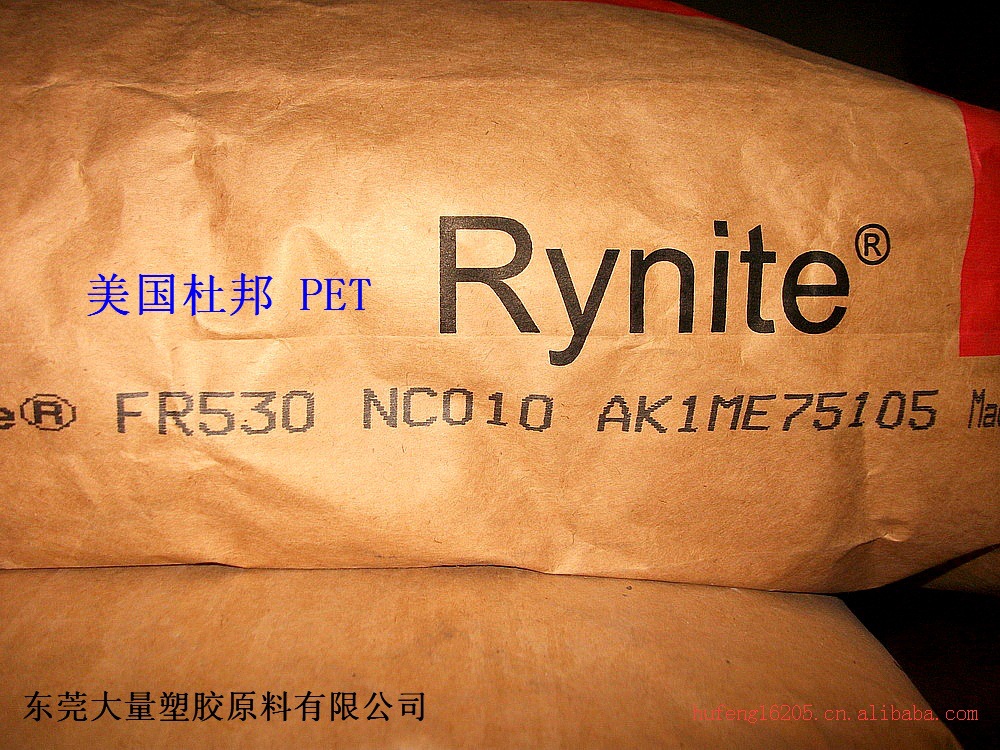 Rynite®
美国杜邦 PET
e® FR530 NC010 AK1ME75105 Mad
东莞大量塑胶原料有限公司
hufeng16205.cn.alibaba.com